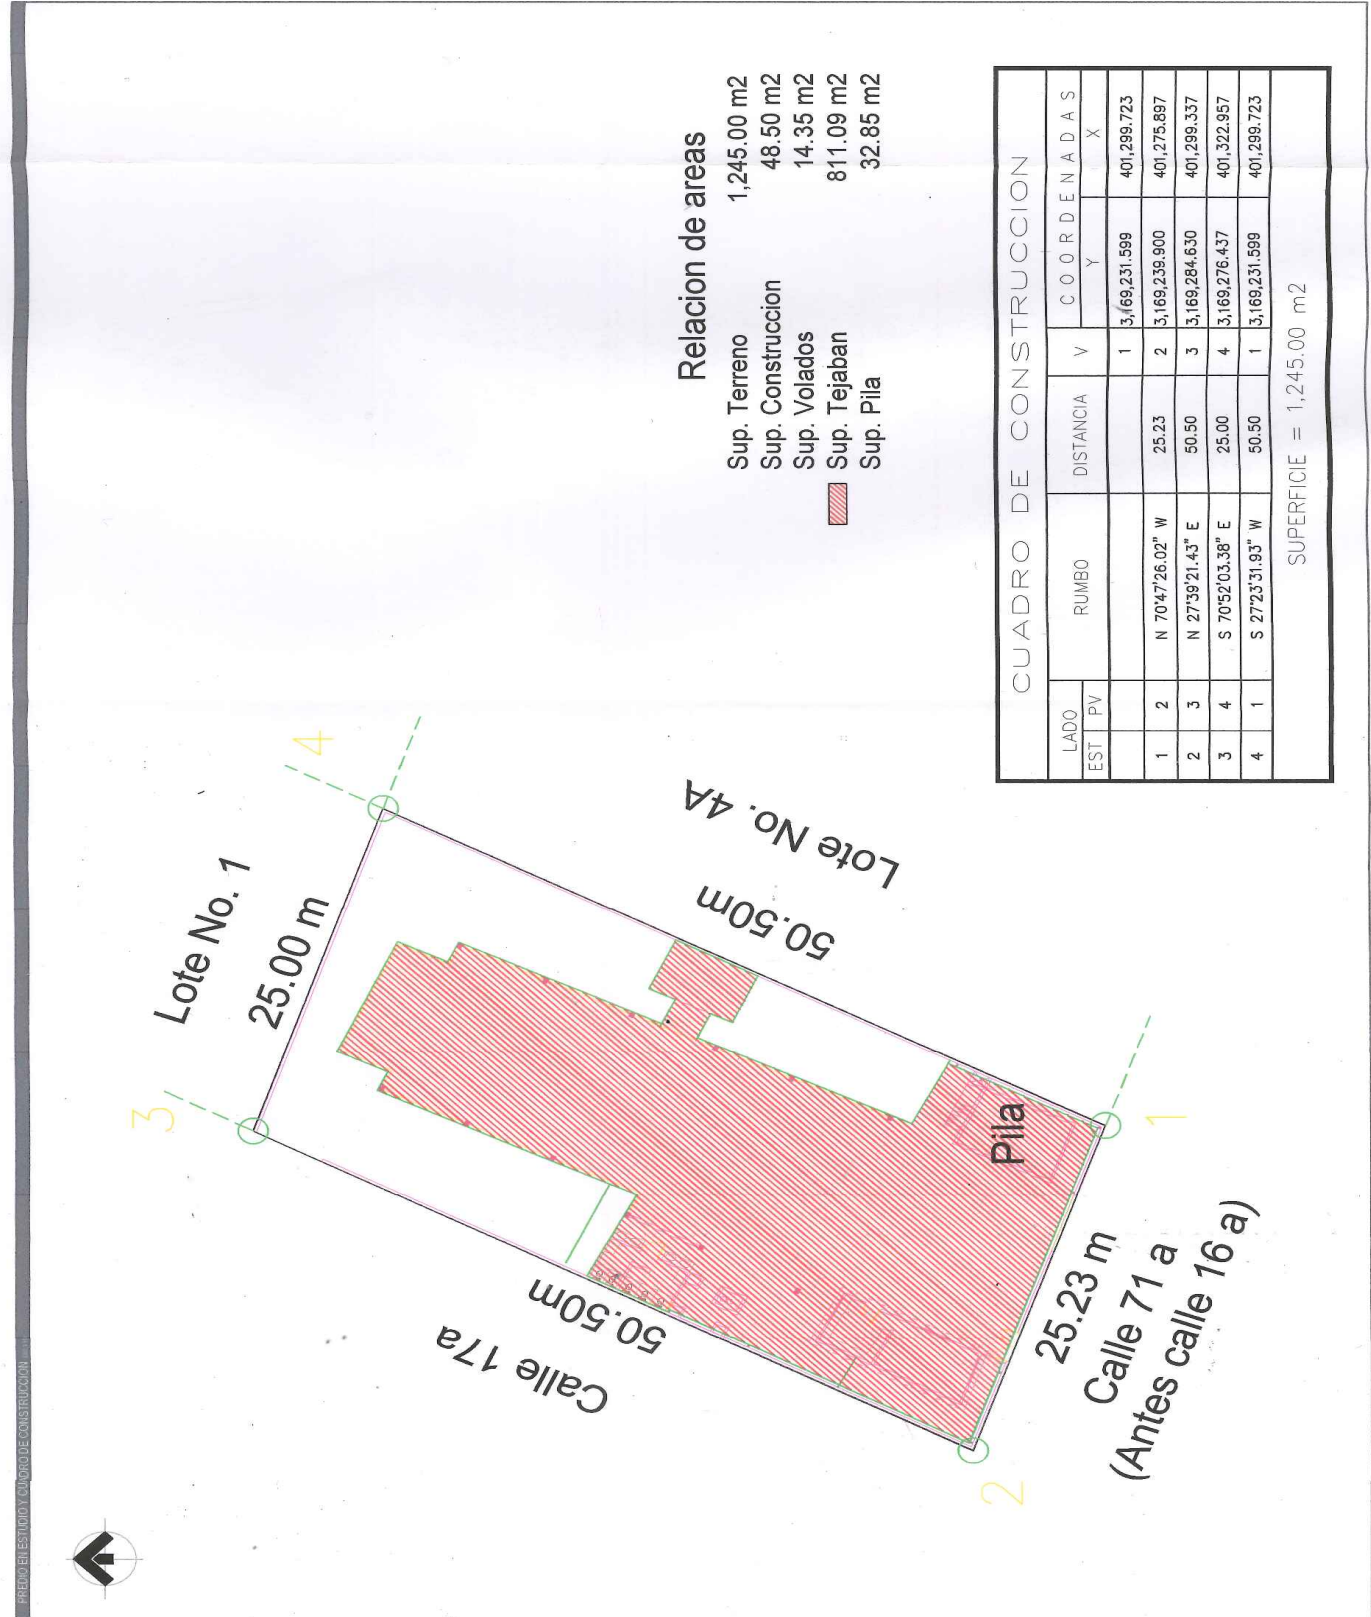 PREDIO EN ESTUDIO Y CUADRO DE CONSTRUCCION
Relacion de areas
Sup. Terreno 1,245.00 m2
Sup. Construccion 48.50 m2
Sup. Volados 14.35 m2
Sup. Tejaban 811.09 m2
Sup. Pila 32.85 m2
CUADRO DE CONSTRUCCION
LADO RUMBO DISTANCIA V COORDENADAS
EST PV Y X
1 3,169,231.599 401,299.723
1 2 N 70°47'26.02" W 25.23 2 3,169,239.900 401,275.897
2 3 N 27°39'21.43" E 50.50 3 3,169,284.630 401,299.337
3 4 S 70°52'03.38" E 25.00 4 3,169,276.437 401,322.957
4 1 S 27°23'31.93" W 50.50 1 3,169,231.599 401,299.723
SUPERFICIE = 1,245.00 m2
Lote No. 1
25.00 m
3
4
Lote No. 4A
50.50m
Calle 17a
50.50m
Pila
1
2
25.23 m
Calle 71 a
(Antes calle 16 a)